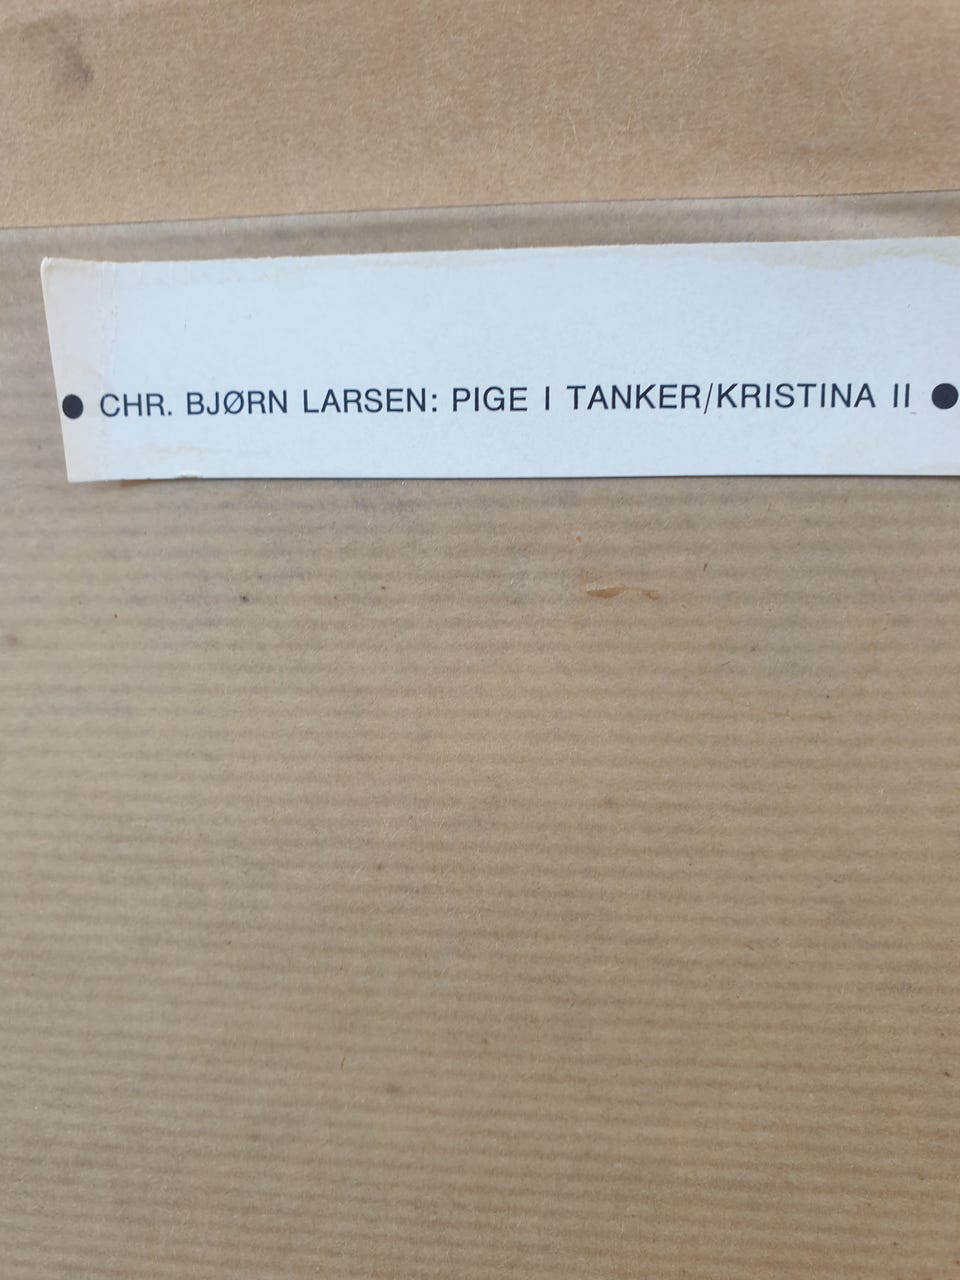 ● CHR. BJØRN LARSEN: PIGE I TANKER/KRISTINA II ●